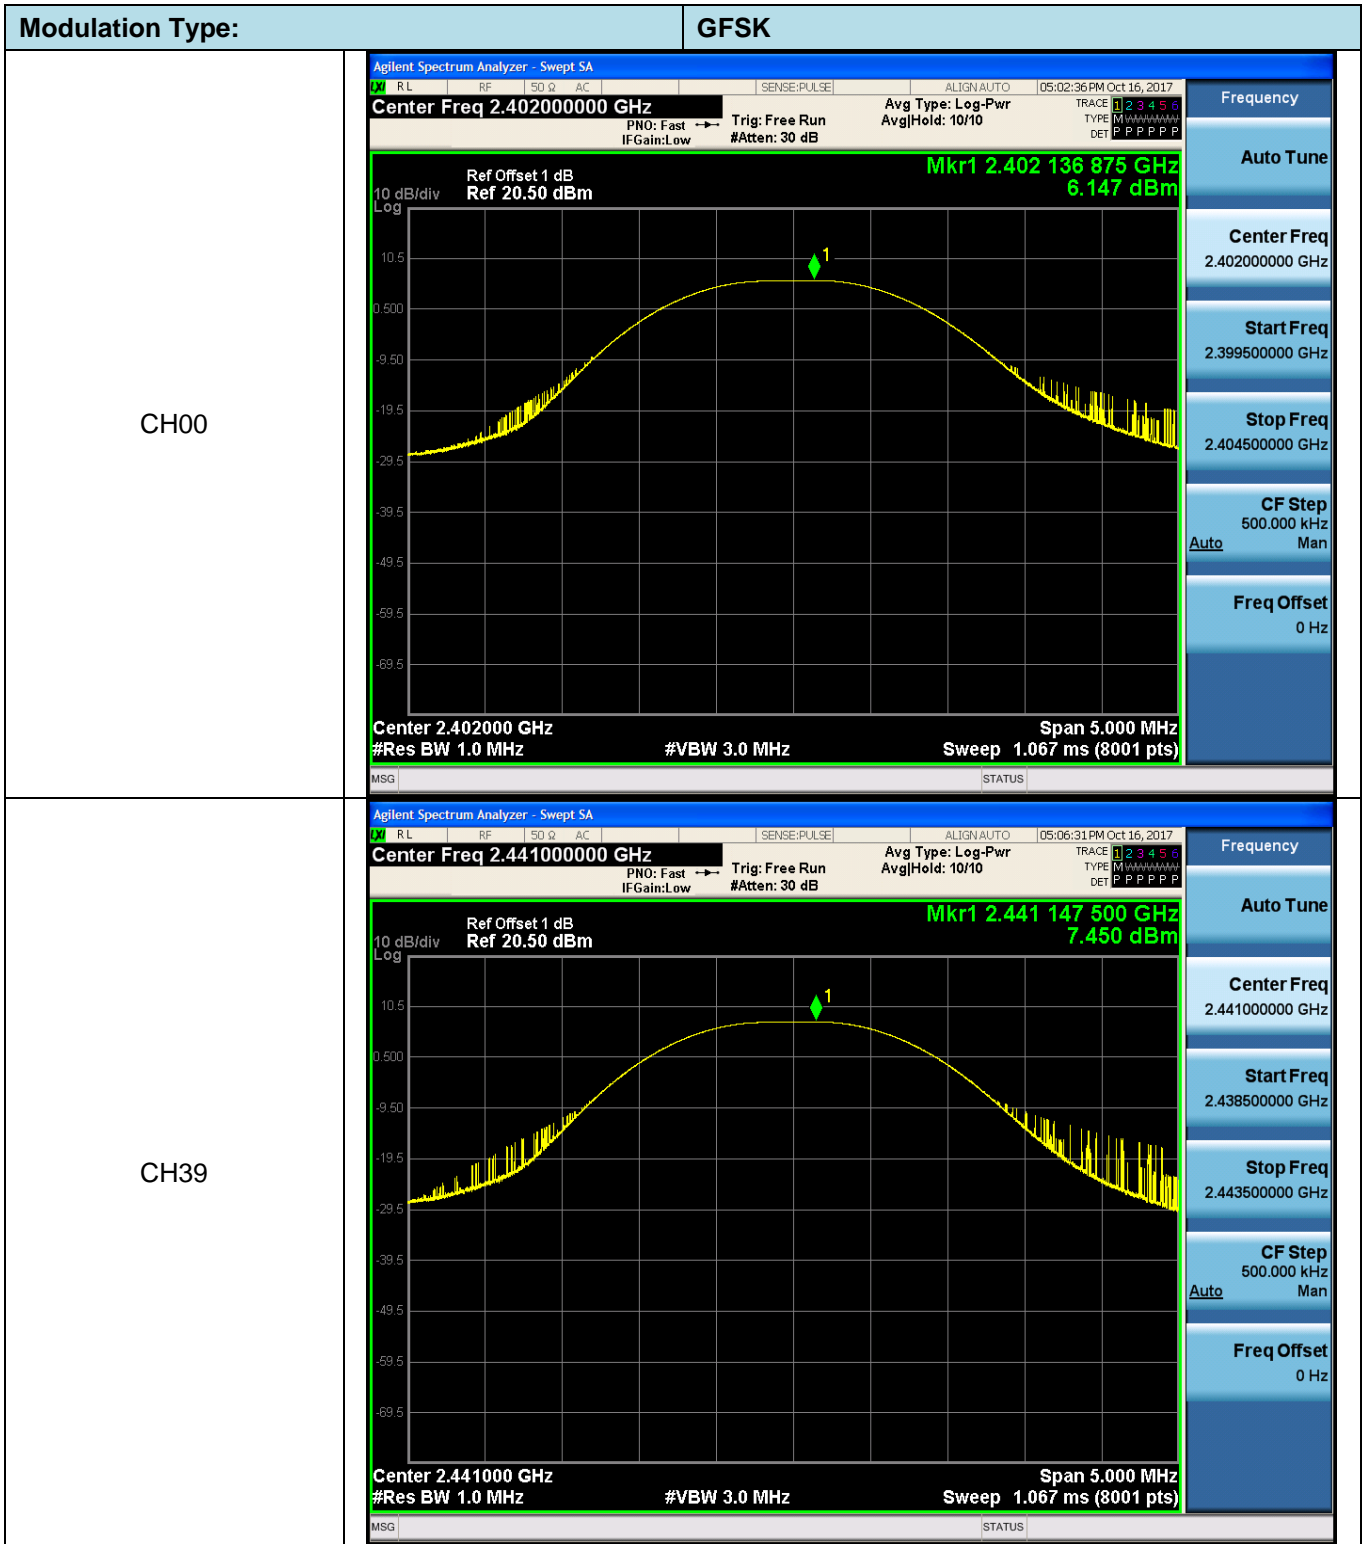 Modulation Type: GFSK
CH00
Agilent Spectrum Analyzer - Swept SA
LXI RL RF 50 Ω AC SENSE:PULSE ALIGN AUTO 05:02:36 PM Oct 16, 2017
Center Freq 2.402000000 GHz
PNO: Fast
IFGain:Low
Trig: Free Run
#Atten: 30 dB
Avg Type: Log-Pwr
Avg|Hold: 10/10
TRACE 1 2 3 4 5 6
TYPE M
DET P P P P P P
Mkr1 2.402 136 875 GHz
6.147 dBm
Ref Offset 1 dB
10 dB/div Ref 20.50 dBm
Log
1
10.5
0.500
-9.50
-19.5
-29.5
-39.5
-49.5
-59.5
-69.5
Center 2.402000 GHz Span 5.000 MHz
#Res BW 1.0 MHz #VBW 3.0 MHz Sweep 1.067 ms (8001 pts)
MSG STATUS
Frequency
Auto Tune
Center Freq
2.402000000 GHz
Start Freq
2.399500000 GHz
Stop Freq
2.404500000 GHz
CF Step
500.000 kHz
Auto Man
Freq Offset
0 Hz
CH39
Agilent Spectrum Analyzer - Swept SA
LXI RL RF 50 Ω AC SENSE:PULSE ALIGN AUTO 05:06:31 PM Oct 16, 2017
Center Freq 2.441000000 GHz
PNO: Fast
IFGain:Low
Trig: Free Run
#Atten: 30 dB
Avg Type: Log-Pwr
Avg|Hold: 10/10
TRACE 1 2 3 4 5 6
TYPE M
DET P P P P P P
Mkr1 2.441 147 500 GHz
7.450 dBm
Ref Offset 1 dB
10 dB/div Ref 20.50 dBm
Log
1
10.5
0.500
-9.50
-19.5
-29.5
-39.5
-49.5
-59.5
-69.5
Center 2.441000 GHz Span 5.000 MHz
#Res BW 1.0 MHz #VBW 3.0 MHz Sweep 1.067 ms (8001 pts)
MSG STATUS
Frequency
Auto Tune
Center Freq
2.441000000 GHz
Start Freq
2.438500000 GHz
Stop Freq
2.443500000 GHz
CF Step
500.000 kHz
Auto Man
Freq Offset
0 Hz